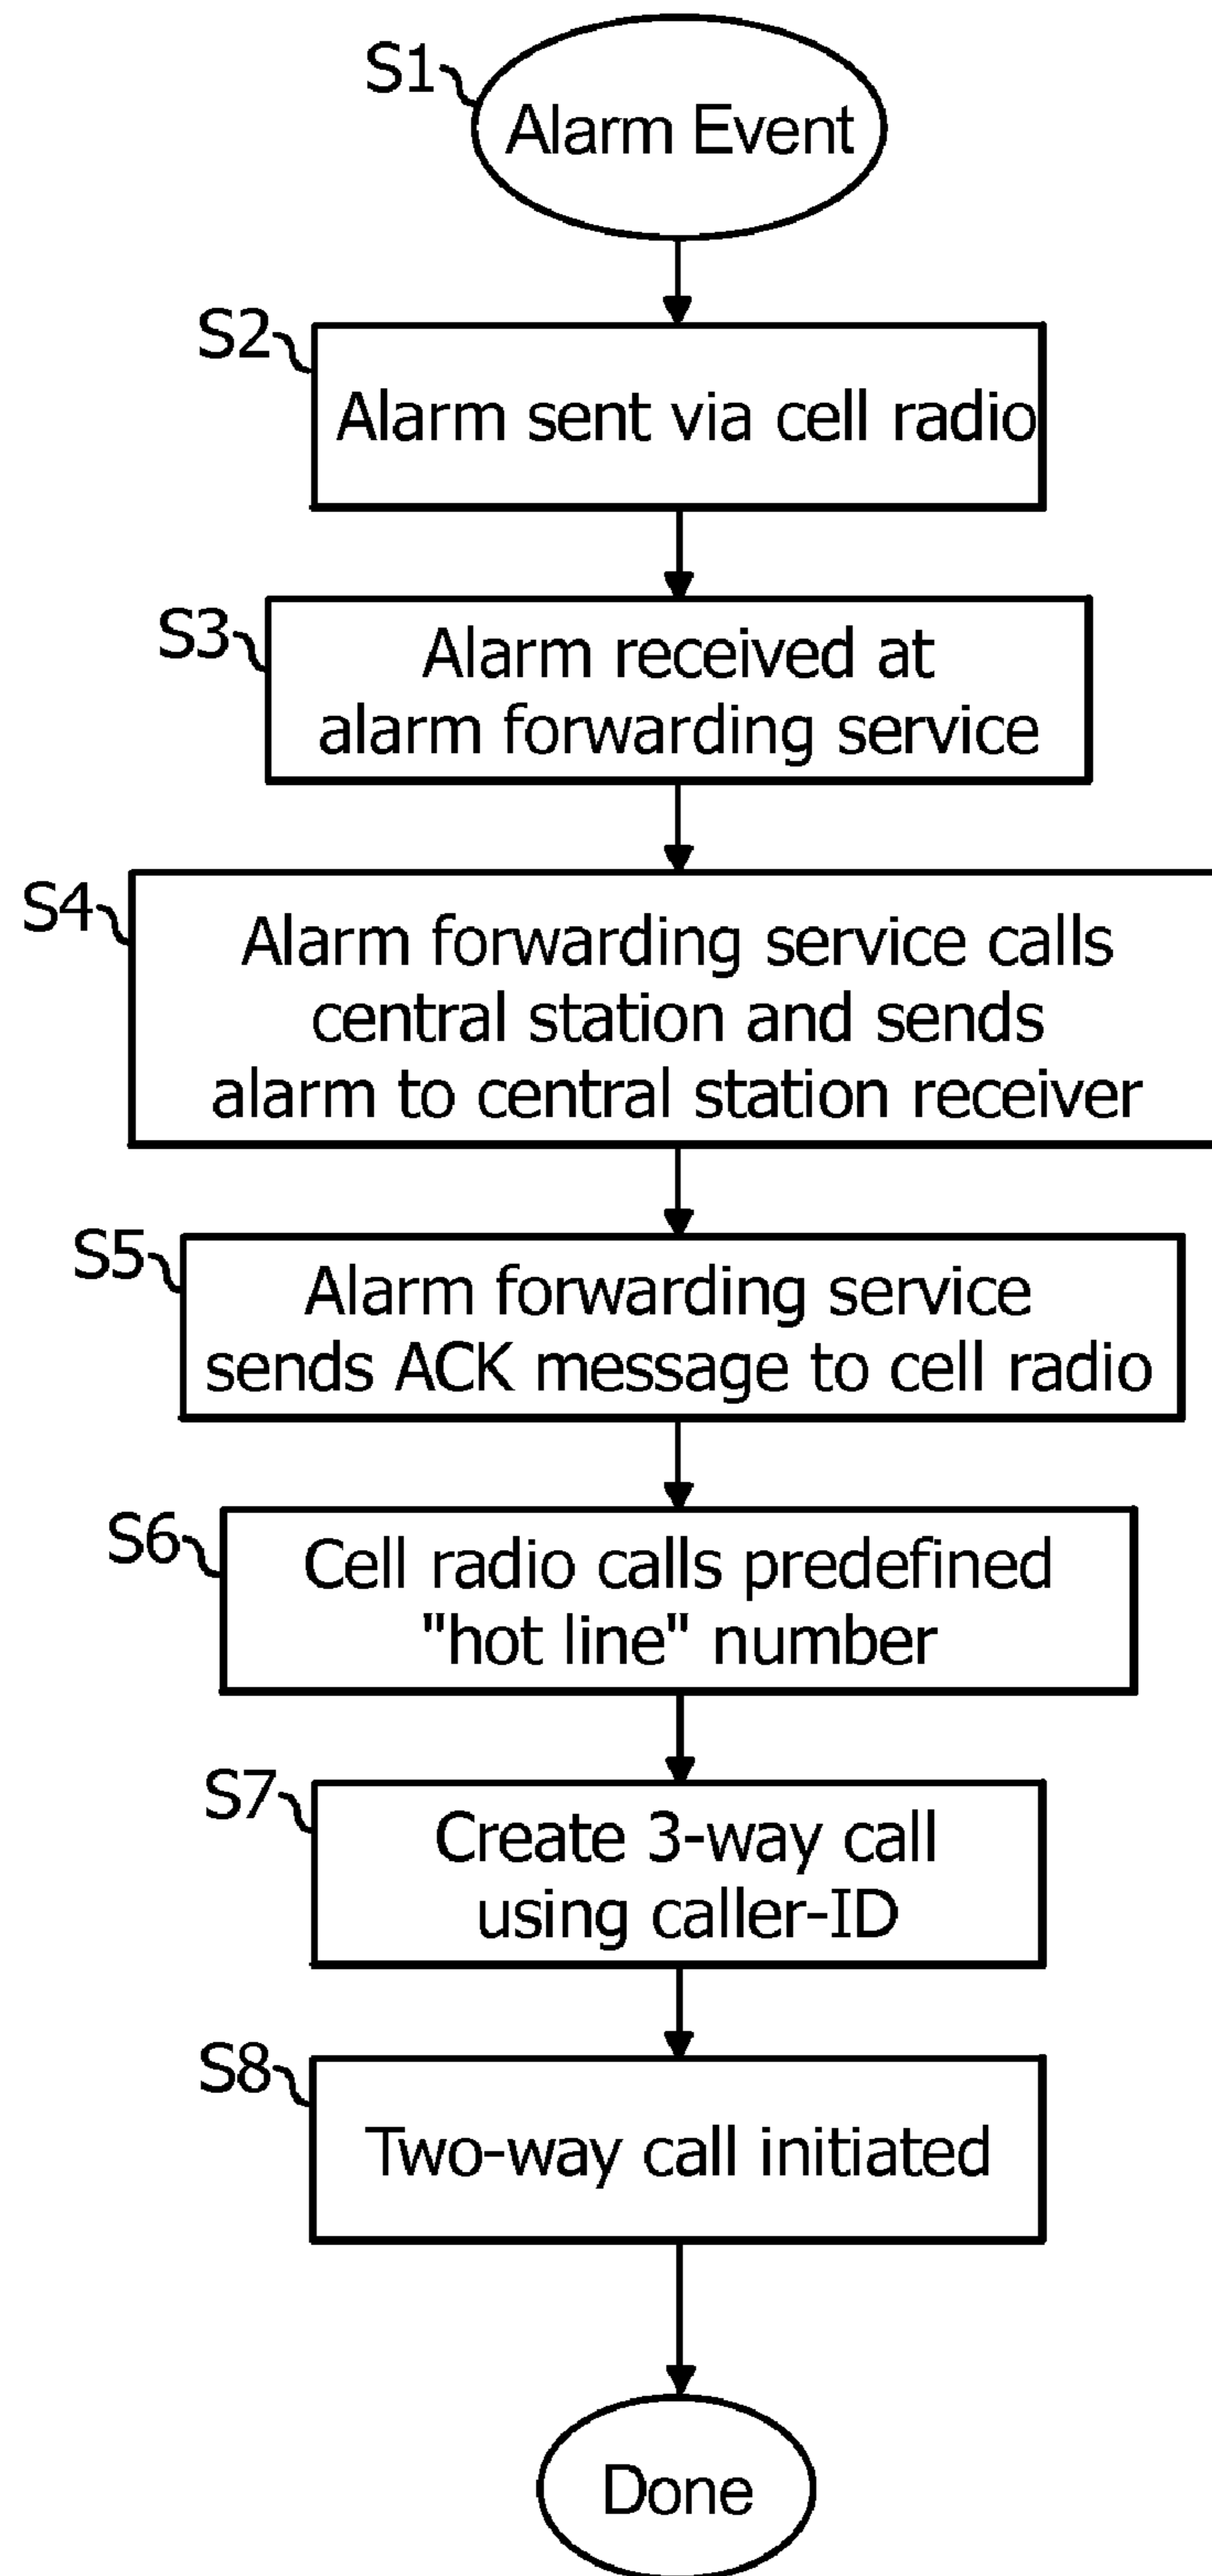 S1
Alarm Event
S2
Alarm sent via cell radio
S3
Alarm received at
alarm forwarding service
S4
Alarm forwarding service calls
central station and sends
alarm to central station receiver
S5
Alarm forwarding service
sends ACK message to cell radio
S6
Cell radio calls predefined
"hot line" number
S7
Create 3-way call
using caller-ID
S8
Two-way call initiated
Done